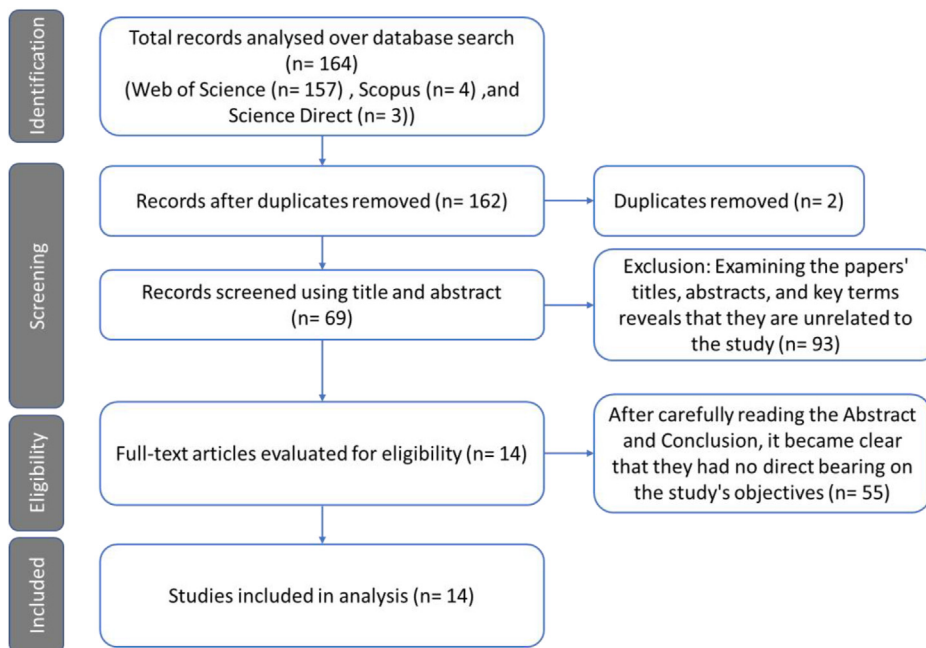 Identification
Total records analysed over database search
(n= 164)
(Web of Science (n= 157) , Scopus (n= 4) ,and
Science Direct (n= 3))
Screening
Records after duplicates removed (n= 162)
Duplicates removed (n= 2)
Records screened using title and abstract
(n= 69)
Exclusion: Examining the papers'
titles, abstracts, and key terms
reveals that they are unrelated to
the study (n= 93)
Eligibility
Full-text articles evaluated for eligibility (n= 14)
After carefully reading the Abstract
and Conclusion, it became clear
that they had no direct bearing on
the study's objectives (n= 55)
Included
Studies included in analysis (n= 14)